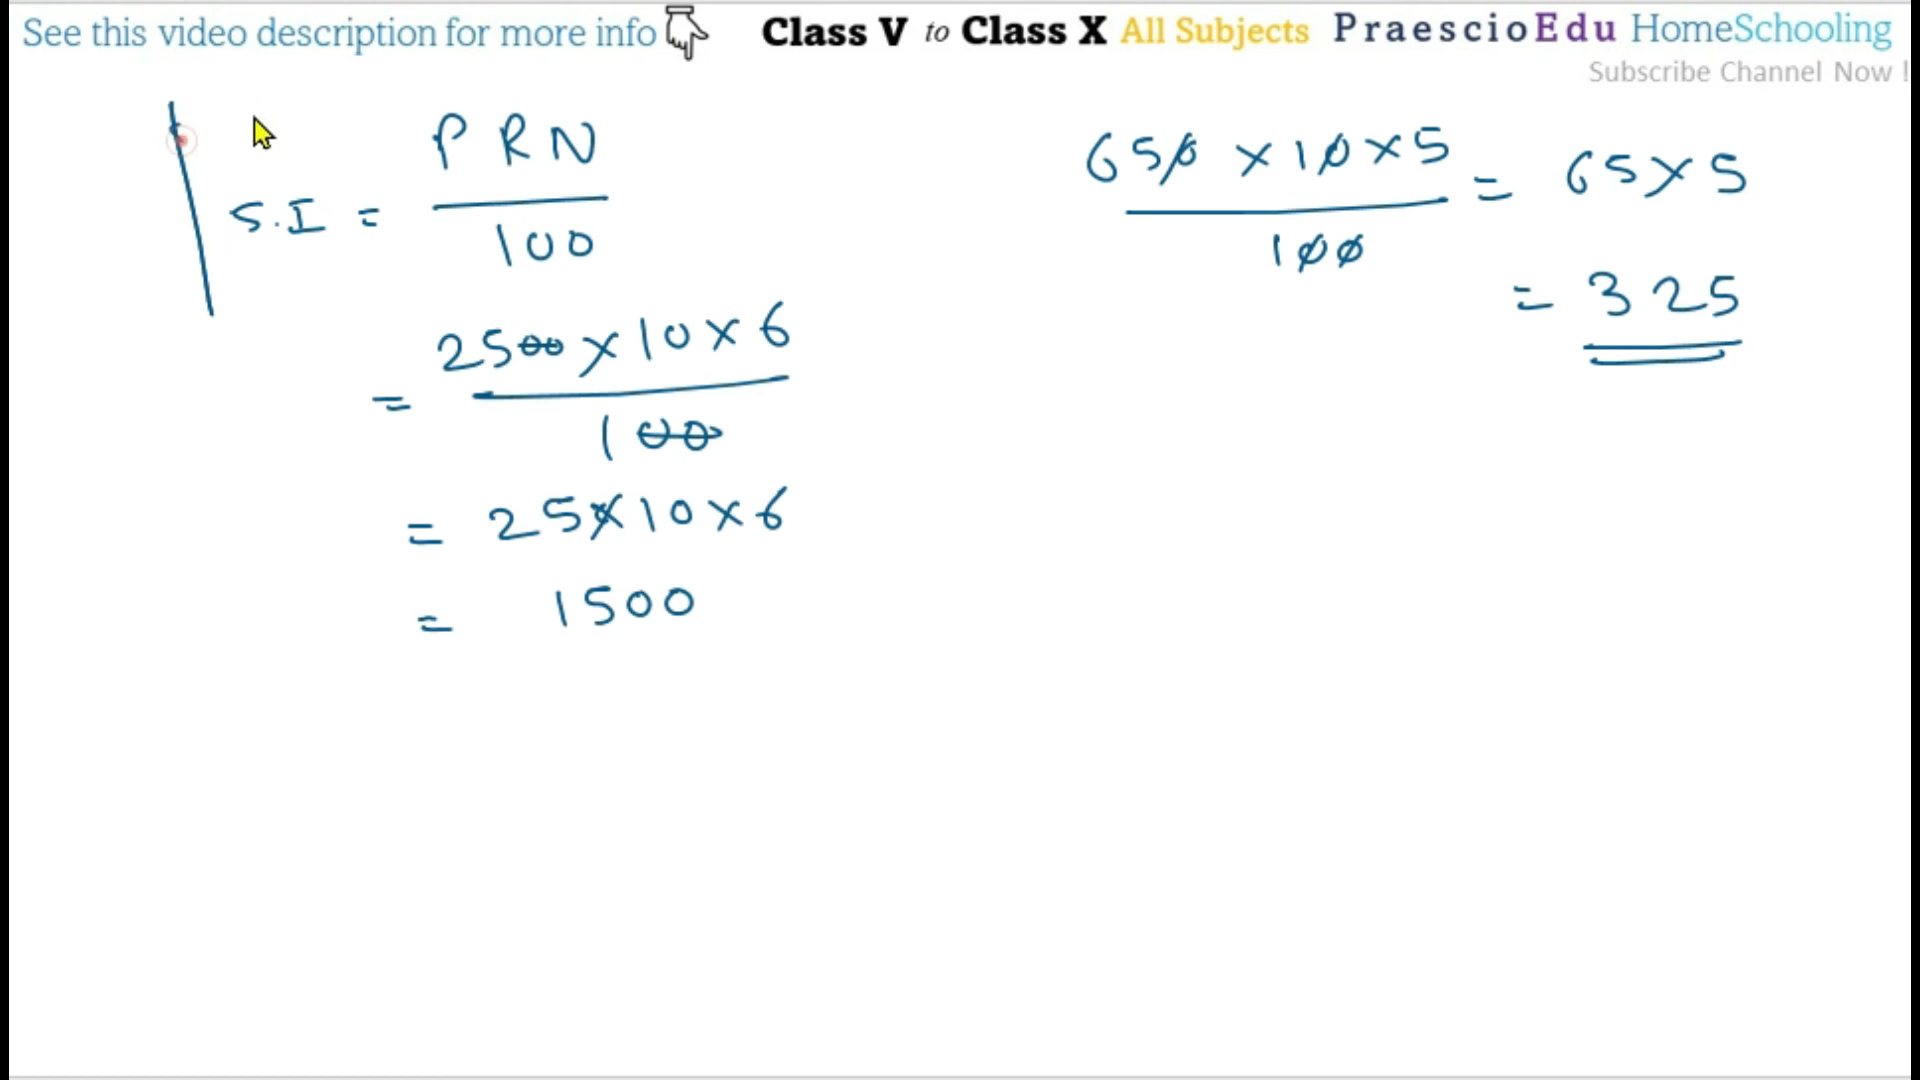 See this video description for more info Class V to Class X All Subjects PraescioEdu HomeSchooling
Subscribe Channel Now !
S.I = PRN
100
= 2500 x 10 x 6
100
= 25 x 10 x 6
= 1500
650 x 10 x 5 = 65 x 5
100
= 325